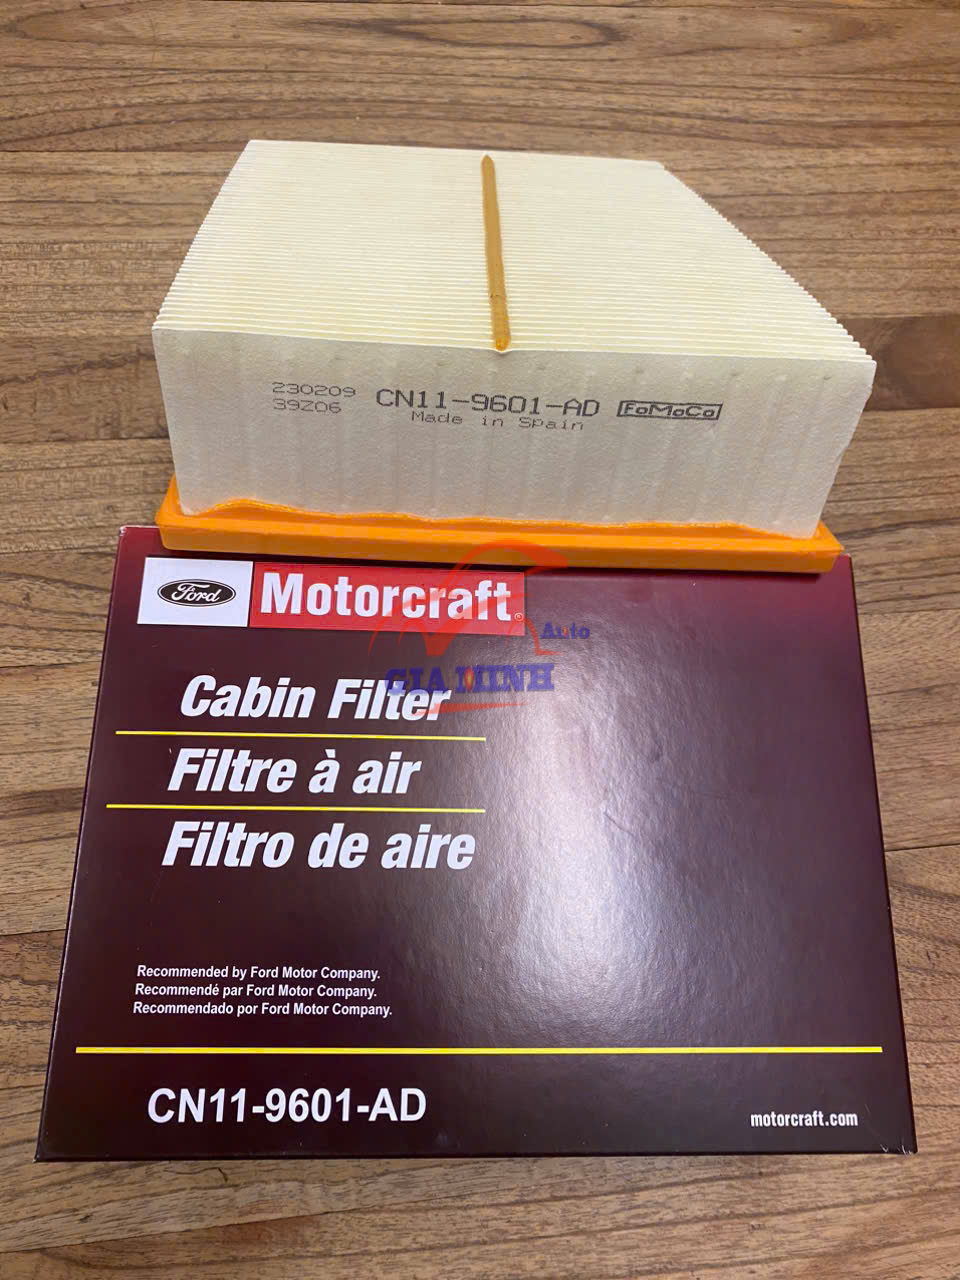 230209 CN11-9601-AD FoMoCo
39Z06 Made in Spain
Ford Motorcraft®
Auto
GIA MINH
Cabin Filter
Filtre à air
Filtro de aire
Recommended by Ford Motor Company.
Recommendé par Ford Motor Company.
Recommendado por Ford Motor Company.
CN11-9601-AD
motorcraft.com